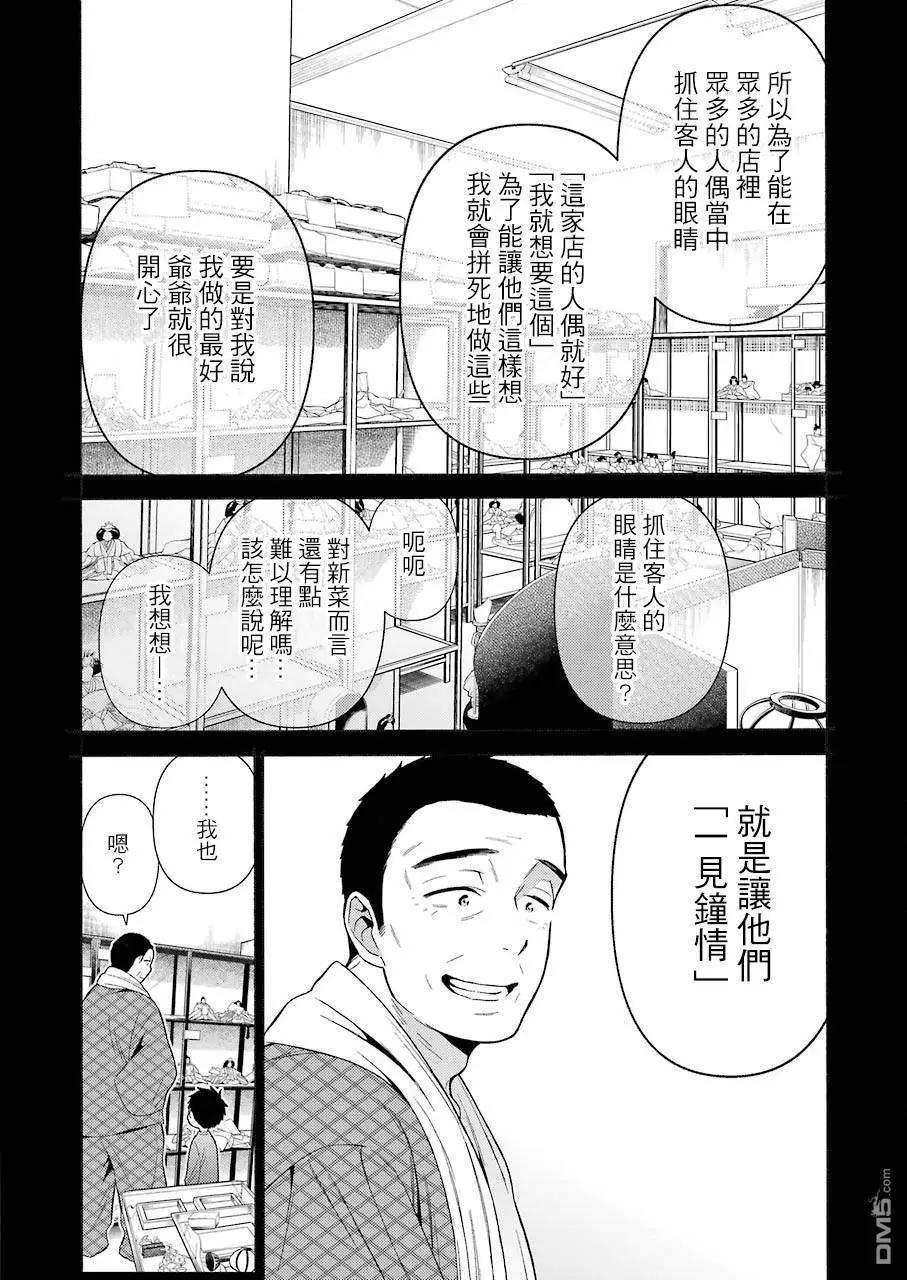 所以為了能在
眾多的店裡
眾多的人偶當中
抓住客人的眼睛
「這家店的人偶就好」
「我就想要這個」
為了能讓他們這樣想
我就會拼死地做這些
要是對我說
我做的最好
爺爺就很
開心了
抓住客人的
眼睛是什麼意思?
呃呃
對新菜而言
還有點
難以理解嗎…
該怎麼說呢…
我想想—…
就是讓他們
「一見鐘情」
……我也
嗯?
DM5.com